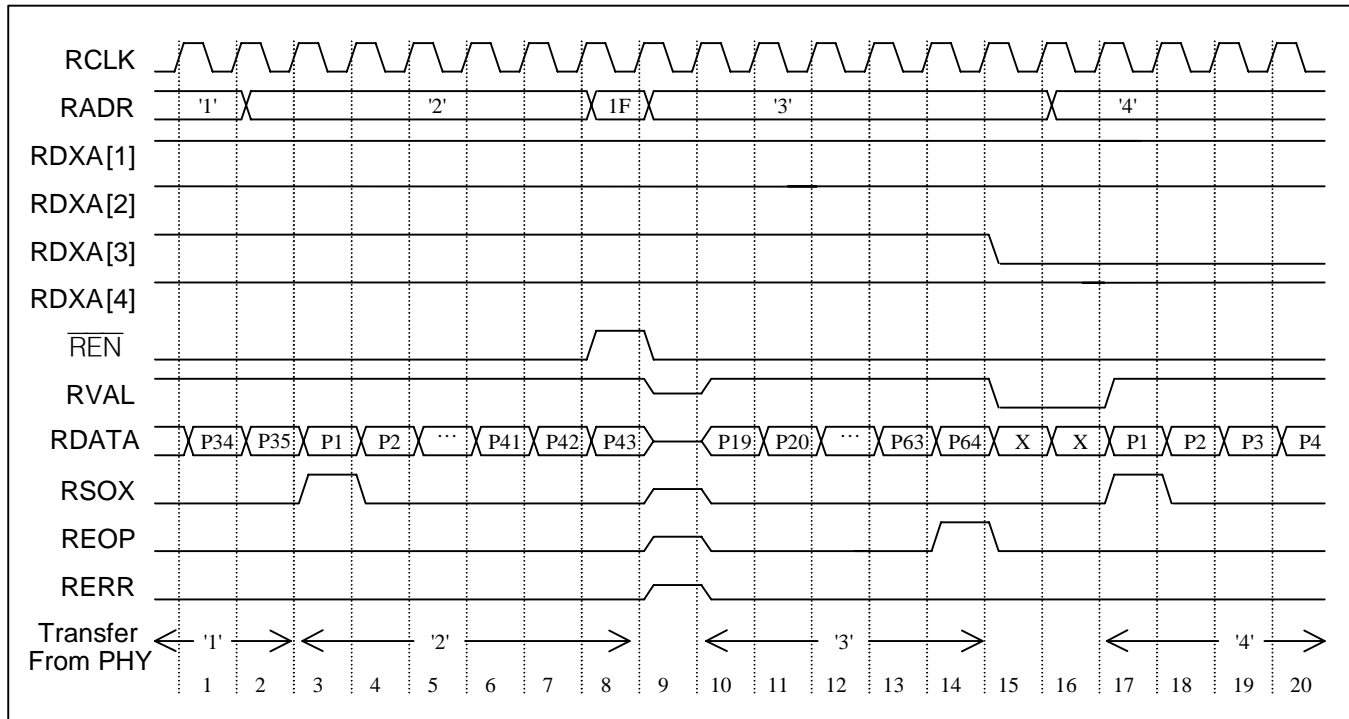 RCLK
RADR '1' '2' 1F '3' '4'
RDXA[1]
RDXA[2]
RDXA[3]
RDXA[4]
REN
RVAL
RDATA P34 P35 P1 P2 ... P41 P42 P43 P19 P20 ... P63 P64 X X P1 P2 P3 P4
RSOX
REOP
RERR
Transfer From PHY '1' '2' '3' '4'
1 2 3 4 5 6 7 8 9 10 11 12 13 14 15 16 17 18 19 20